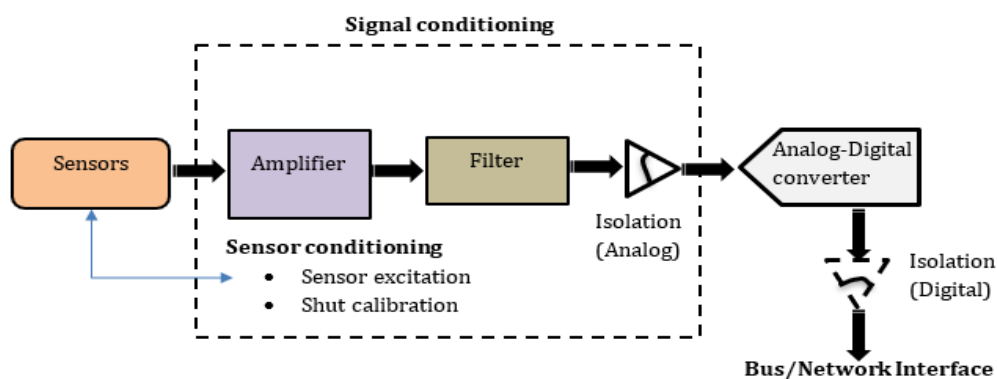 Signal conditioning
Sensors
Amplifier
Filter
Analog-Digital
converter
Isolation
(Analog)
Sensor conditioning
• Sensor excitation
• Shut calibration
Isolation
(Digital)
Bus/Network Interface